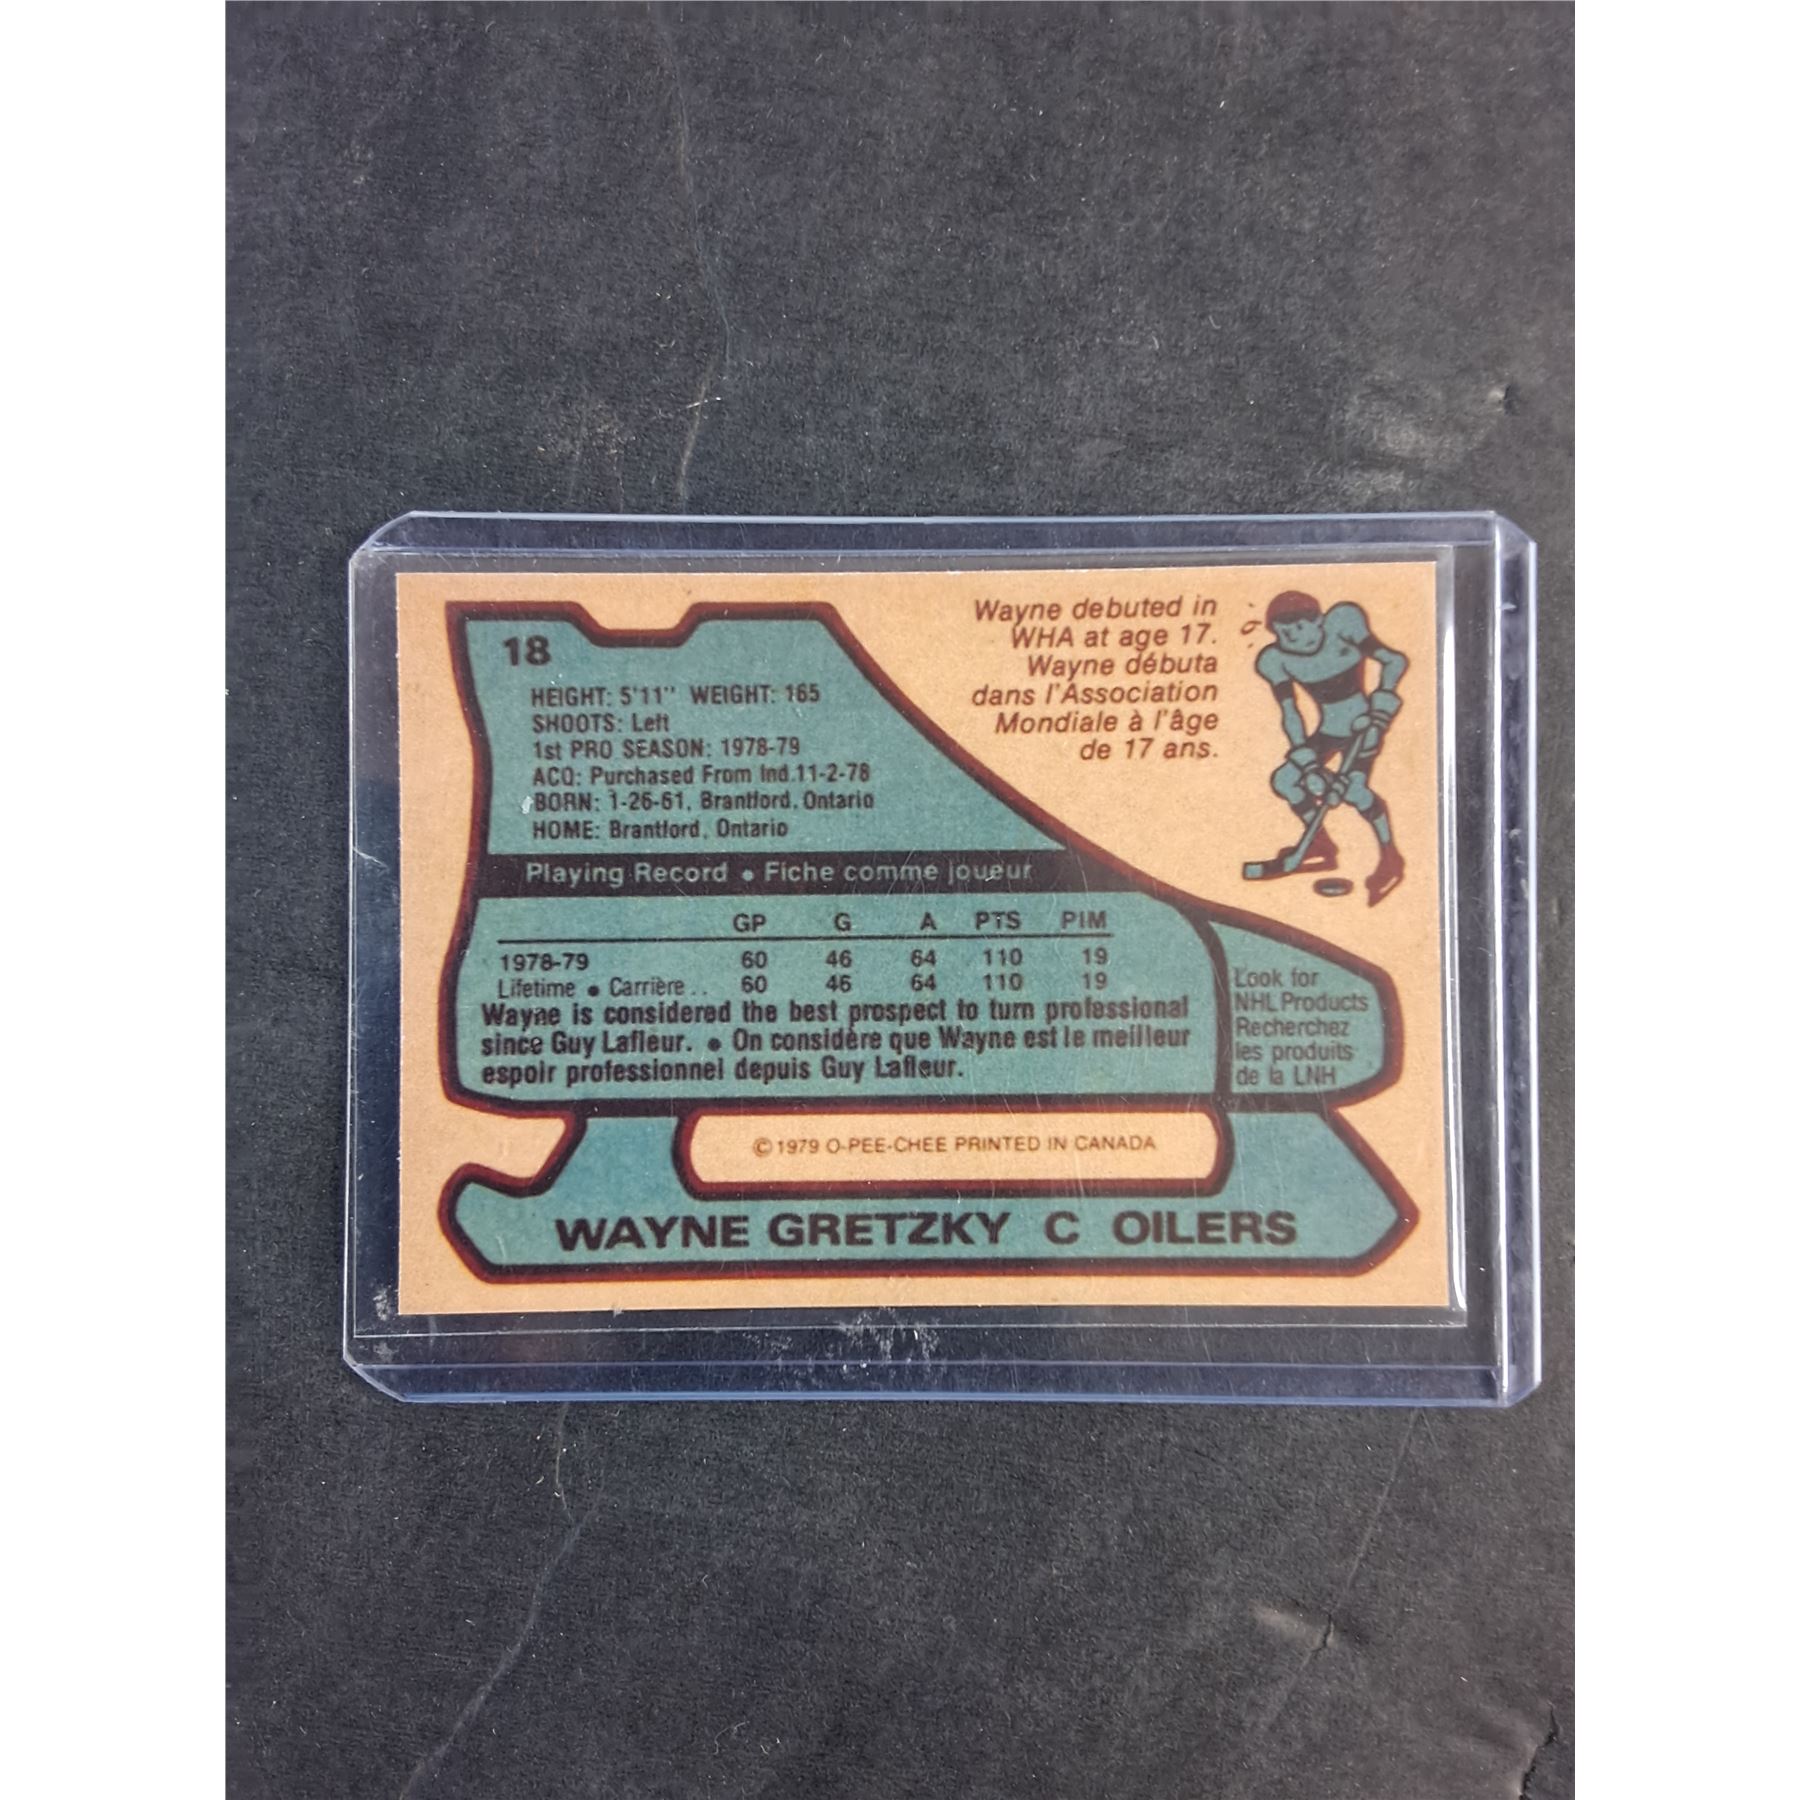 18
Wayne debuted in
WHA at age 17.
Wayne débuta
dans l'Association
Mondiale à l'âge
de 17 ans.
HEIGHT: 5'11" WEIGHT: 165
SHOOTS: Left
1st PRO SEASON: 1978-79
ACQ: Purchased From Ind.11-2-78
BORN: 1-26-61, Brantford, Ontario
HOME: Brantford, Ontario
Playing Record • Fiche comme joueur
GP G A PTS PIM
1978-79 60 46 64 110 19
Lifetime • Carrière .. 60 46 64 110 19
Wayne is considered the best prospect to turn professional
since Guy Lafleur. • On considère que Wayne est le meilleur
espoir professionnel depuis Guy Lafleur.
Look for
NHL Products
Recherchez
les produits
de la LNH
© 1979 O-PEE-CHEE PRINTED IN CANADA
WAYNE GRETZKY C OILERS